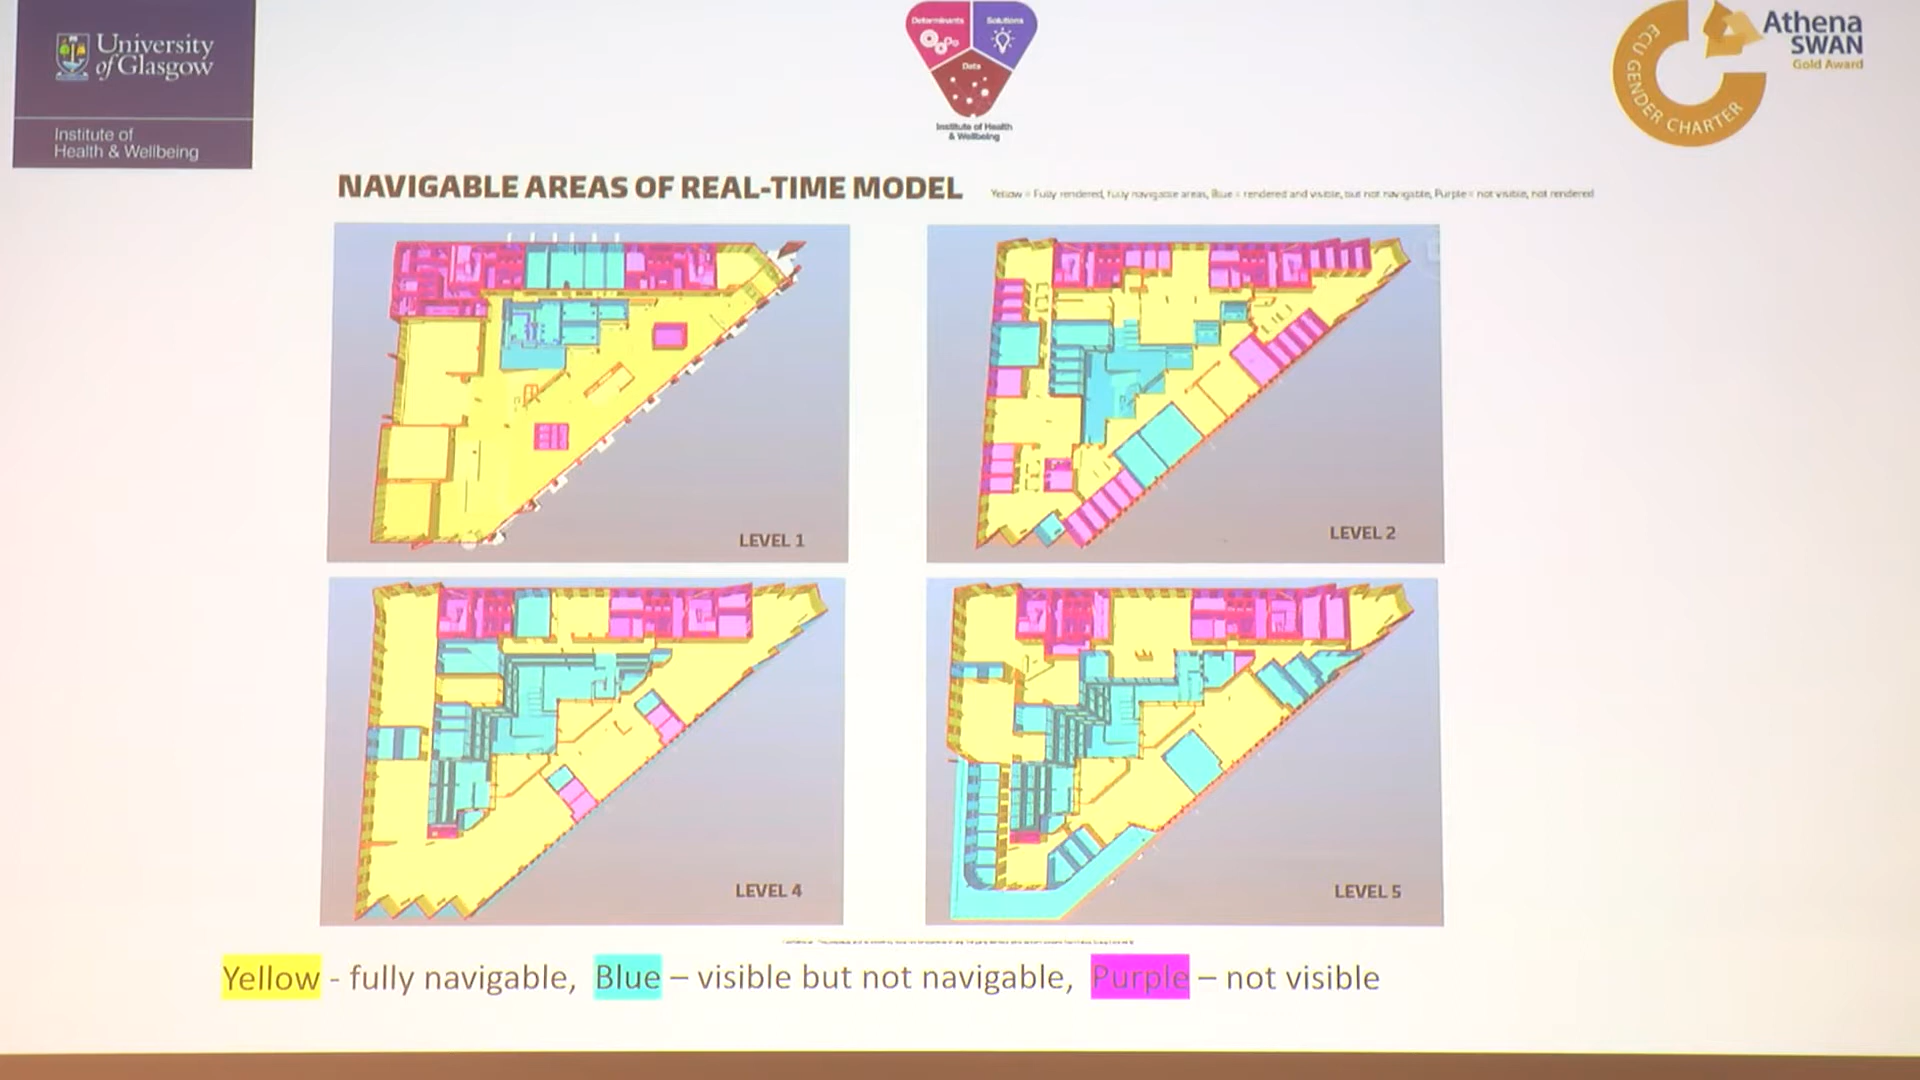 University
of Glasgow
Institute of
Health & Wellbeing
Determinants
Solutions
Data
Institute of Health
& Wellbeing
ECU GENDER CHARTER
Athena
SWAN
Gold Award
NAVIGABLE AREAS OF REAL-TIME MODEL
Yellow = Fully rendered, fully navigable areas, Blue = rendered and visible, but not navigable, Purple = not visible, not rendered
LEVEL 1
LEVEL 2
LEVEL 4
LEVEL 5
Yellow - fully navigable, Blue – visible but not navigable, Purple – not visible